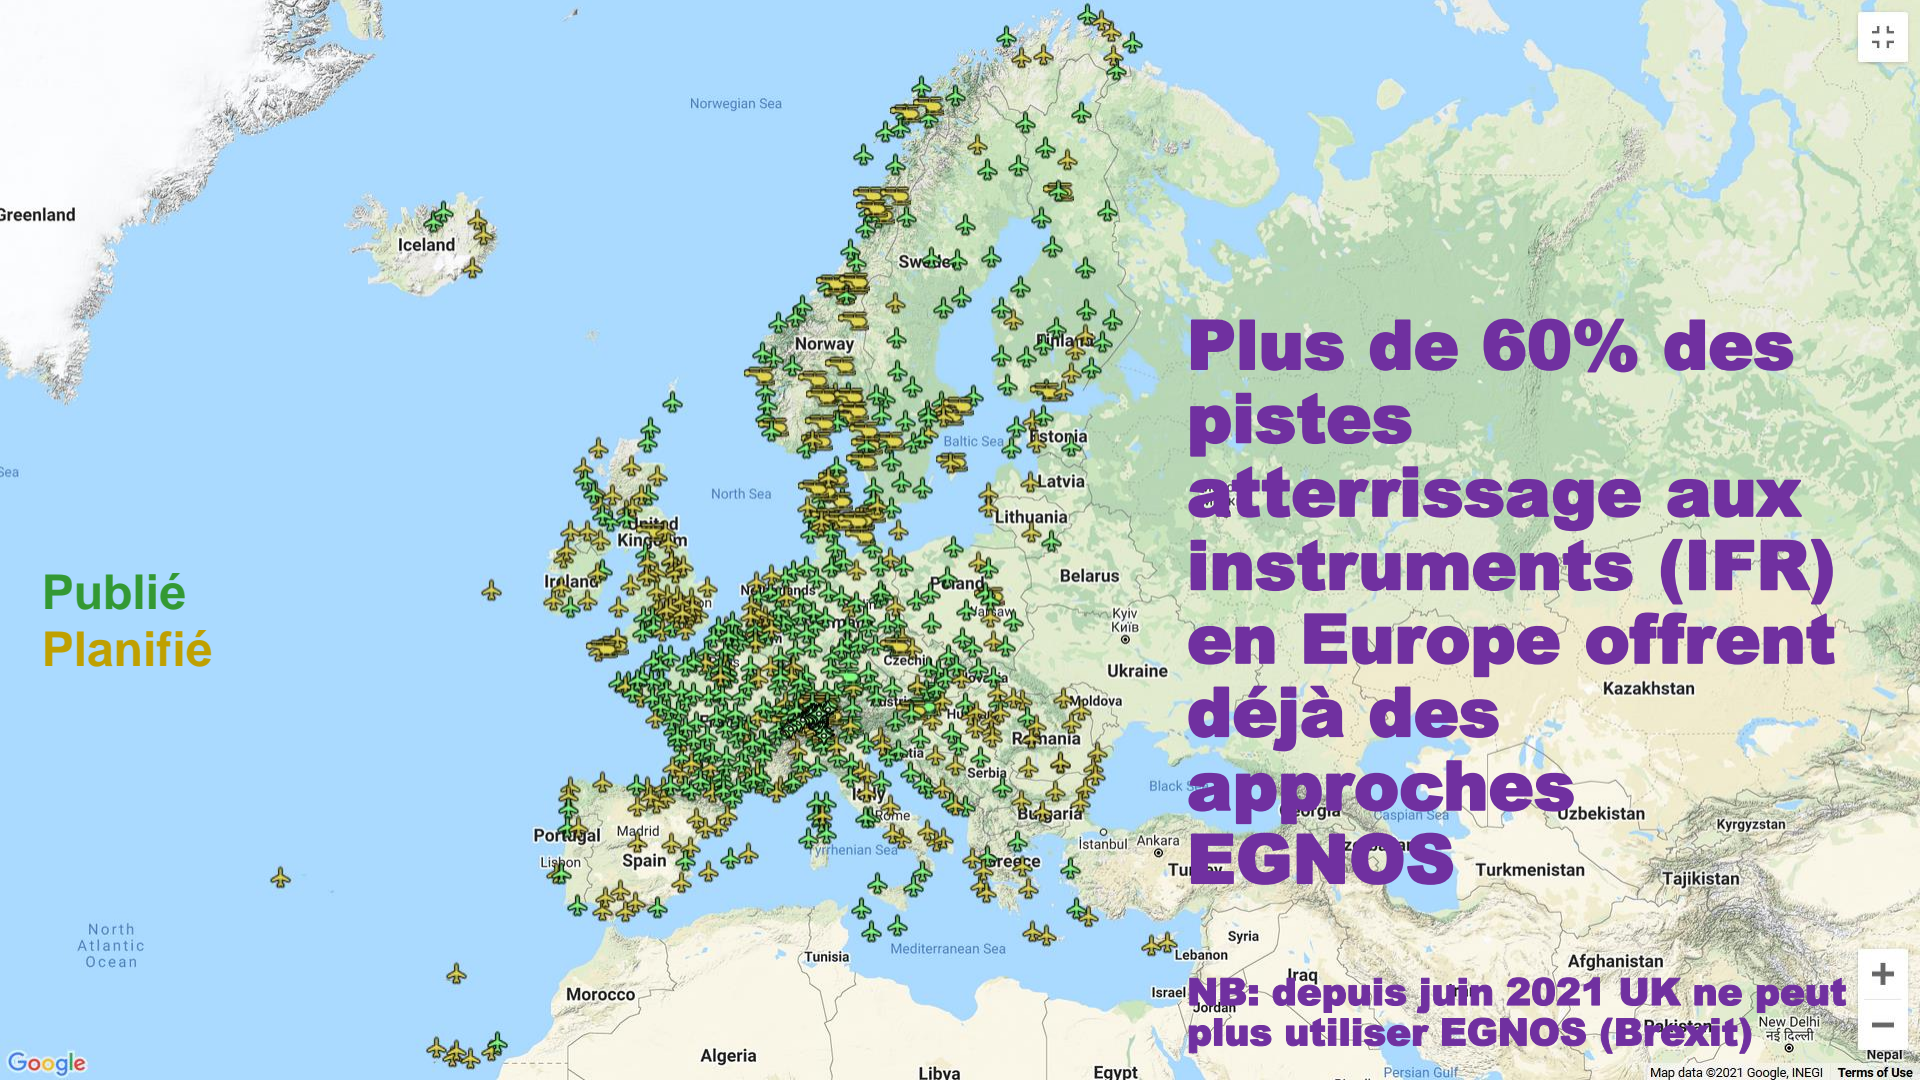 Norwegian Sea
Greenland
Iceland
Norway
Plus de 60% des
pistes
atterrissage aux
instruments (IFR)
en Europe offrent
déjà des
approches
EGNOS
Estonia
Baltic Sea
Sea
Latvia
North Sea
Lithuania
United
Kingdom
Ireland
Belarus
Poland
Publié
Planifié
Kyiv
Київ
Ukraine
Kazakhstan
Moldova
Romania
Serbia
Black
Italy
Rome
Bulgaria
Georgia
Caspian Sea
Uzbekistan
Kyrgyzstan
Portugal
Madrid
Spain
Lisbon
Istanbul
Ankara
Greece
Turkmenistan
Tajikistan
North
Atlantic
Ocean
Mediterranean Sea
Tunisia
Syria
Lebanon
Afghanistan
Iraq
Israel
Jordan
NB: depuis juin 2021 UK ne peut
plus utiliser EGNOS (Brexit)
Morocco
New Delhi
नई दिल्ली
Nepal
Algeria
Libya
Egypt
Persian Gulf
Google
Map data ©2021 Google, INEGI
Terms of Use